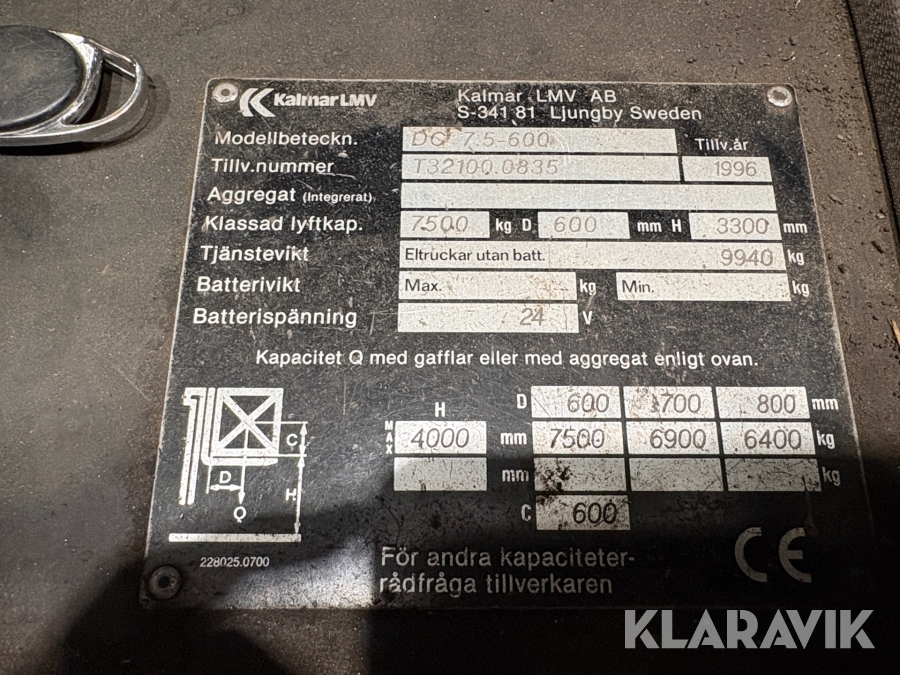 KalmarLMV
Kalmar LMV AB
S-341 81 Ljungby Sweden
Modellbeteckn. DC 7,5-600 Tillv.år
Tillv.nummer T32100.0835 1996
Aggregat (Integrerat)
Klassad lyftkap. 7500 kg D 600 mm H 3300 mm
Tjänstevikt Eltruckar utan batt. 9940 kg
Batterivikt Max. kg Min. kg
Batterispänning 24 V
Kapacitet Q med gafflar eller med aggregat enligt ovan.
H D 600 700 800 mm
MAX 4000 mm 7500 6900 6400 kg
mm kg
C 600
C
D
H
Q
228025.0700
För andra kapaciteter-
rådfråga tillverkaren
CE
KLARAVIK